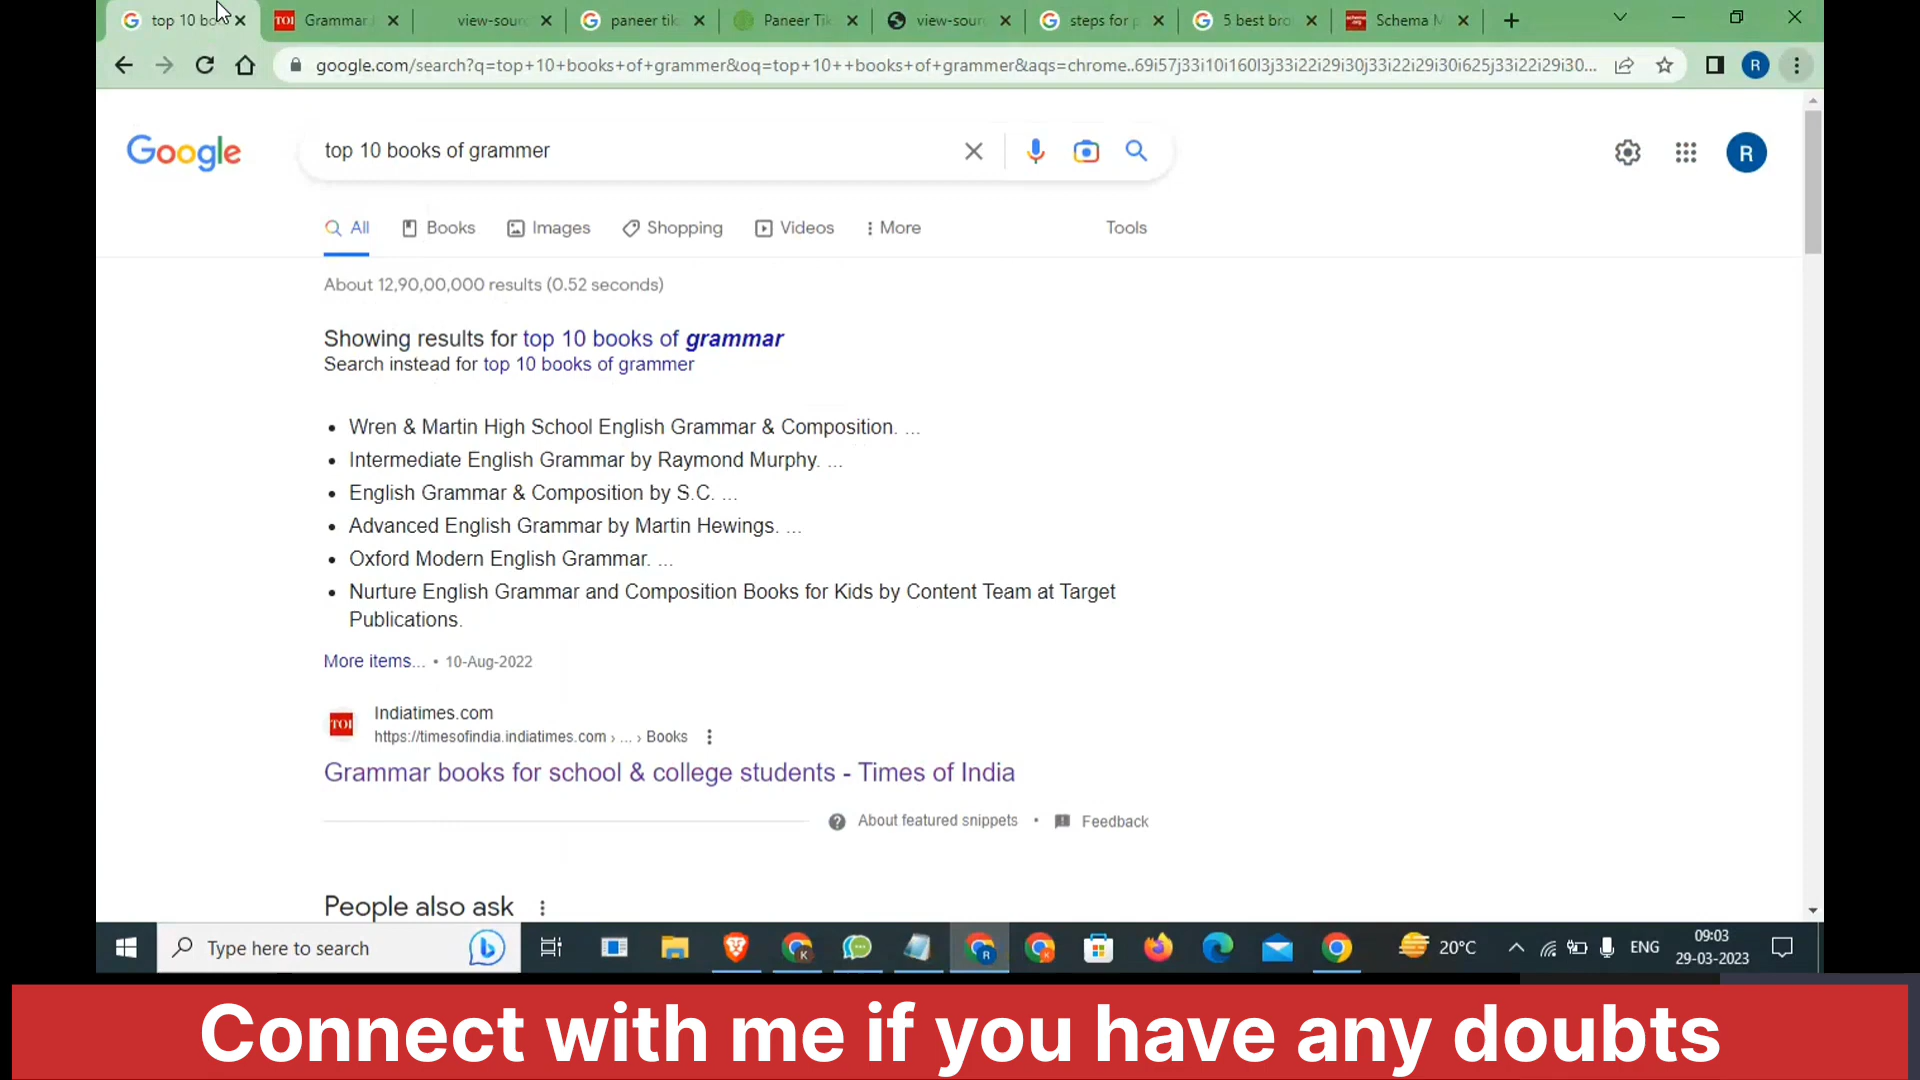 top 10 bo
TOI
Grammar
view-sour
paneer tik
Paneer Tik
view-sour
steps for p
5 best bro
Schema M
google.com/search?q=top+10+books+of+grammer&oq=top+10++books+of+grammer&aqs=chrome..69i57j33i10i160l3j33i22i29i30j33i22i29i30i625j33i22i29i30...
R
Google
top 10 books of grammer
R
All
Books
Images
Shopping
Videos
More
Tools
About 12,90,00,000 results (0.52 seconds)
Showing results for top 10 books of grammar
Search instead for top 10 books of grammer
Wren & Martin High School English Grammar & Composition. ...
Intermediate English Grammar by Raymond Murphy. ...
English Grammar & Composition by S.C. ...
Advanced English Grammar by Martin Hewings. ...
Oxford Modern English Grammar. ...
Nurture English Grammar and Composition Books for Kids by Content Team at Target
Publications.
More items... • 10-Aug-2022
TOI
Indiatimes.com
https://timesofindia.indiatimes.com › ... › Books
Grammar books for school & college students - Times of India
About featured snippets • Feedback
People also ask
Type here to search
K
R
20°C
ENG
09:03
29-03-2023
Connect with me if you have any doubts